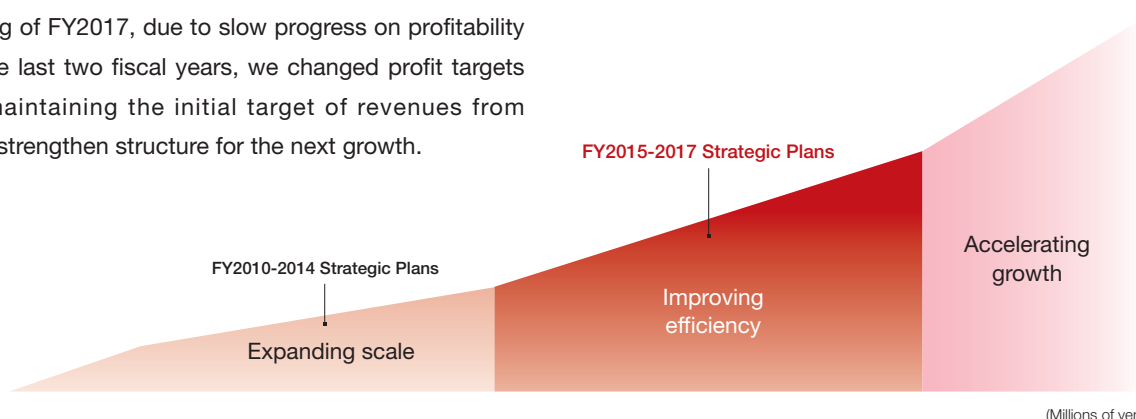 g of FY2017, due to slow progress on profitability
e last two fiscal years, we changed profit targets
aintaining the initial target of revenues from
strengthen structure for the next growth.
FY2015-2017 Strategic Plans
Accelerating
growth
FY2010-2014 Strategic Plans
Improving
efficiency
Expanding scale
(Millions of yen